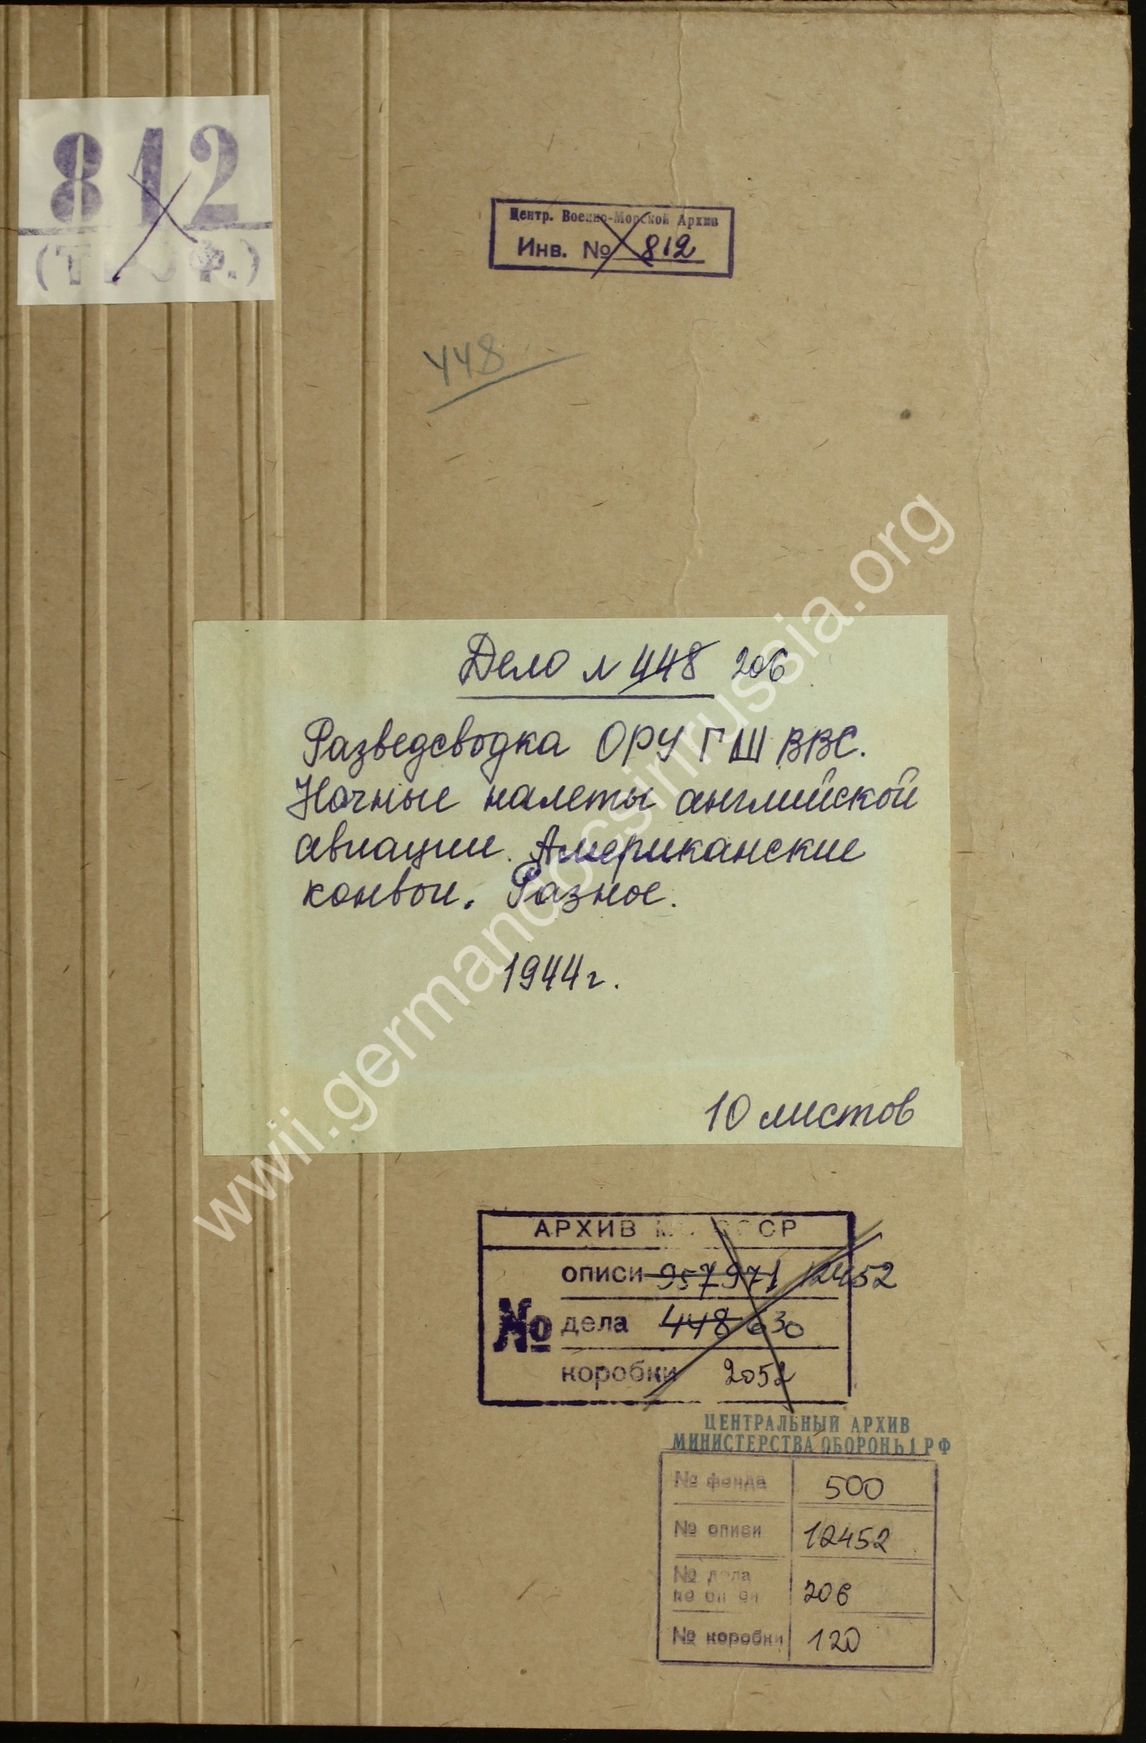 812
(Т О Ф.)
Центр. Военно-Морской Архив
Инв. № 812
448
Дело № 448 206
Разведсводка ОРУ ГШ ВВС.
Ночные налеты английской
авиации. Американские
конвои. Разное.
1944 г.
10 листов
АРХИВ СССР
описи 957971 12452
№ дела 448 630
коробки 2052
ЦЕНТРАЛЬНЫЙ АРХИВ
МИНИСТЕРСТВА ОБОРОНЫ РФ
№ фонда 500
№ описи 12452
№ дела
по описи 206
№ коробки 120
www.ii.germandocsinrussia.org